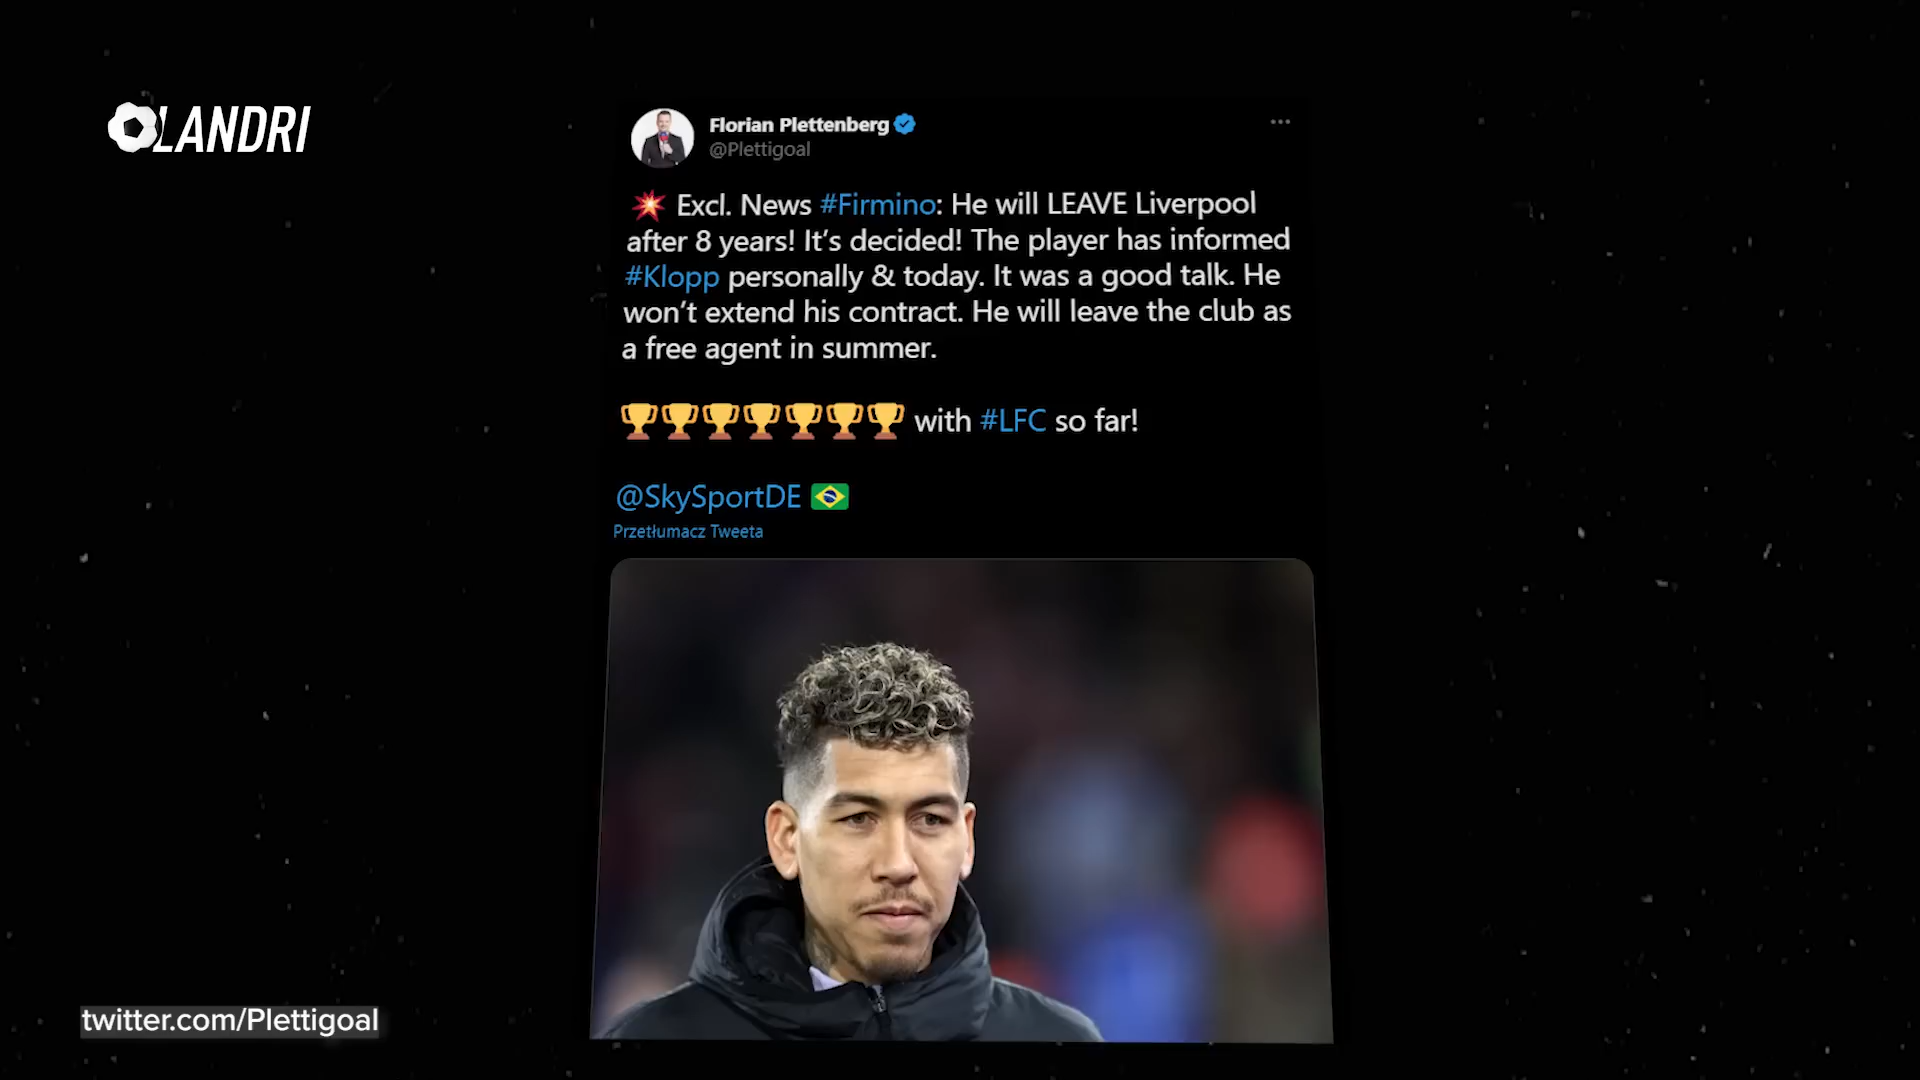 LANDRI
Florian Plettenberg
@Plettigoal
💥 Excl. News #Firmino: He will LEAVE Liverpool
after 8 years! It’s decided! The player has informed
#Klopp personally & today. It was a good talk. He
won’t extend his contract. He will leave the club as
a free agent in summer.
🏆🏆🏆🏆🏆🏆🏆 with #LFC so far!
@SkySportDE 🇧🇷
Przetłumacz Tweeta
twitter.com/Plettigoal